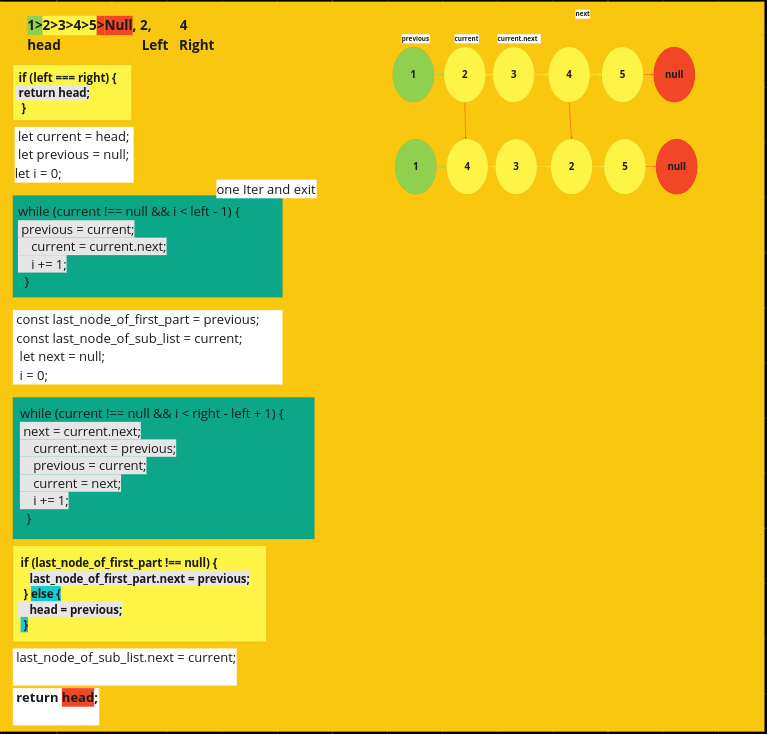 1>2>3>4>5>Null, 2, 4
head Left Right
if (left === right) {
return head;
}
let current = head;
let previous = null;
let i = 0;
one Iter and exit
while (current !== null && i < left - 1) {
previous = current;
current = current.next;
i += 1;
}
const last_node_of_first_part = previous;
const last_node_of_sub_list = current;
let next = null;
i = 0;
while (current !== null && i < right - left + 1) {
next = current.next;
current.next = previous;
previous = current;
current = next;
i += 1;
}
if (last_node_of_first_part !== null) {
last_node_of_first_part.next = previous;
} else {
head = previous;
}
last_node_of_sub_list.next = current;
return head;
next
previous current current.next
1 2 3 4 5 null
1 4 3 2 5 null